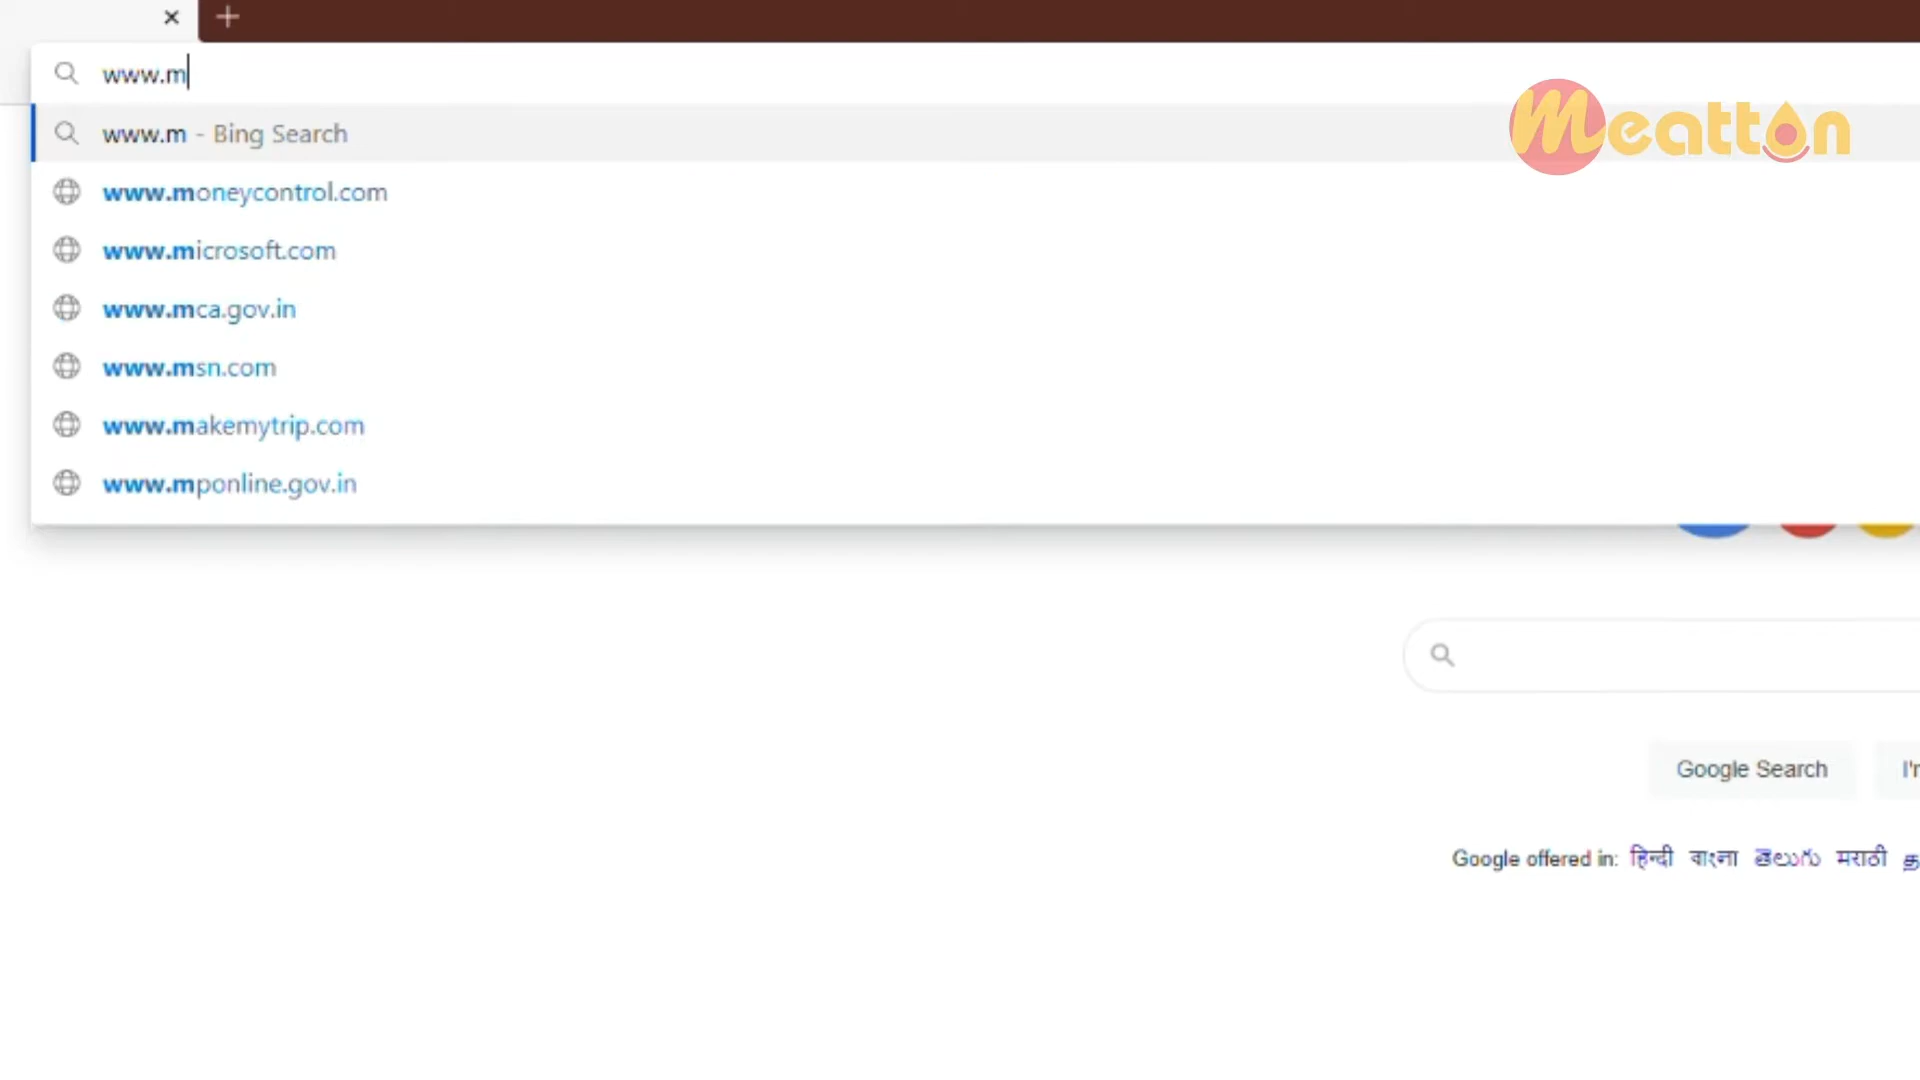 www.m
www.m - Bing Search
Meatton
www.moneycontrol.com
www.microsoft.com
www.mca.gov.in
www.msn.com
www.makemytrip.com
www.mponline.gov.in
Google Search
Google offered in: हिन्दी বাংলা తెలుగు मराठी